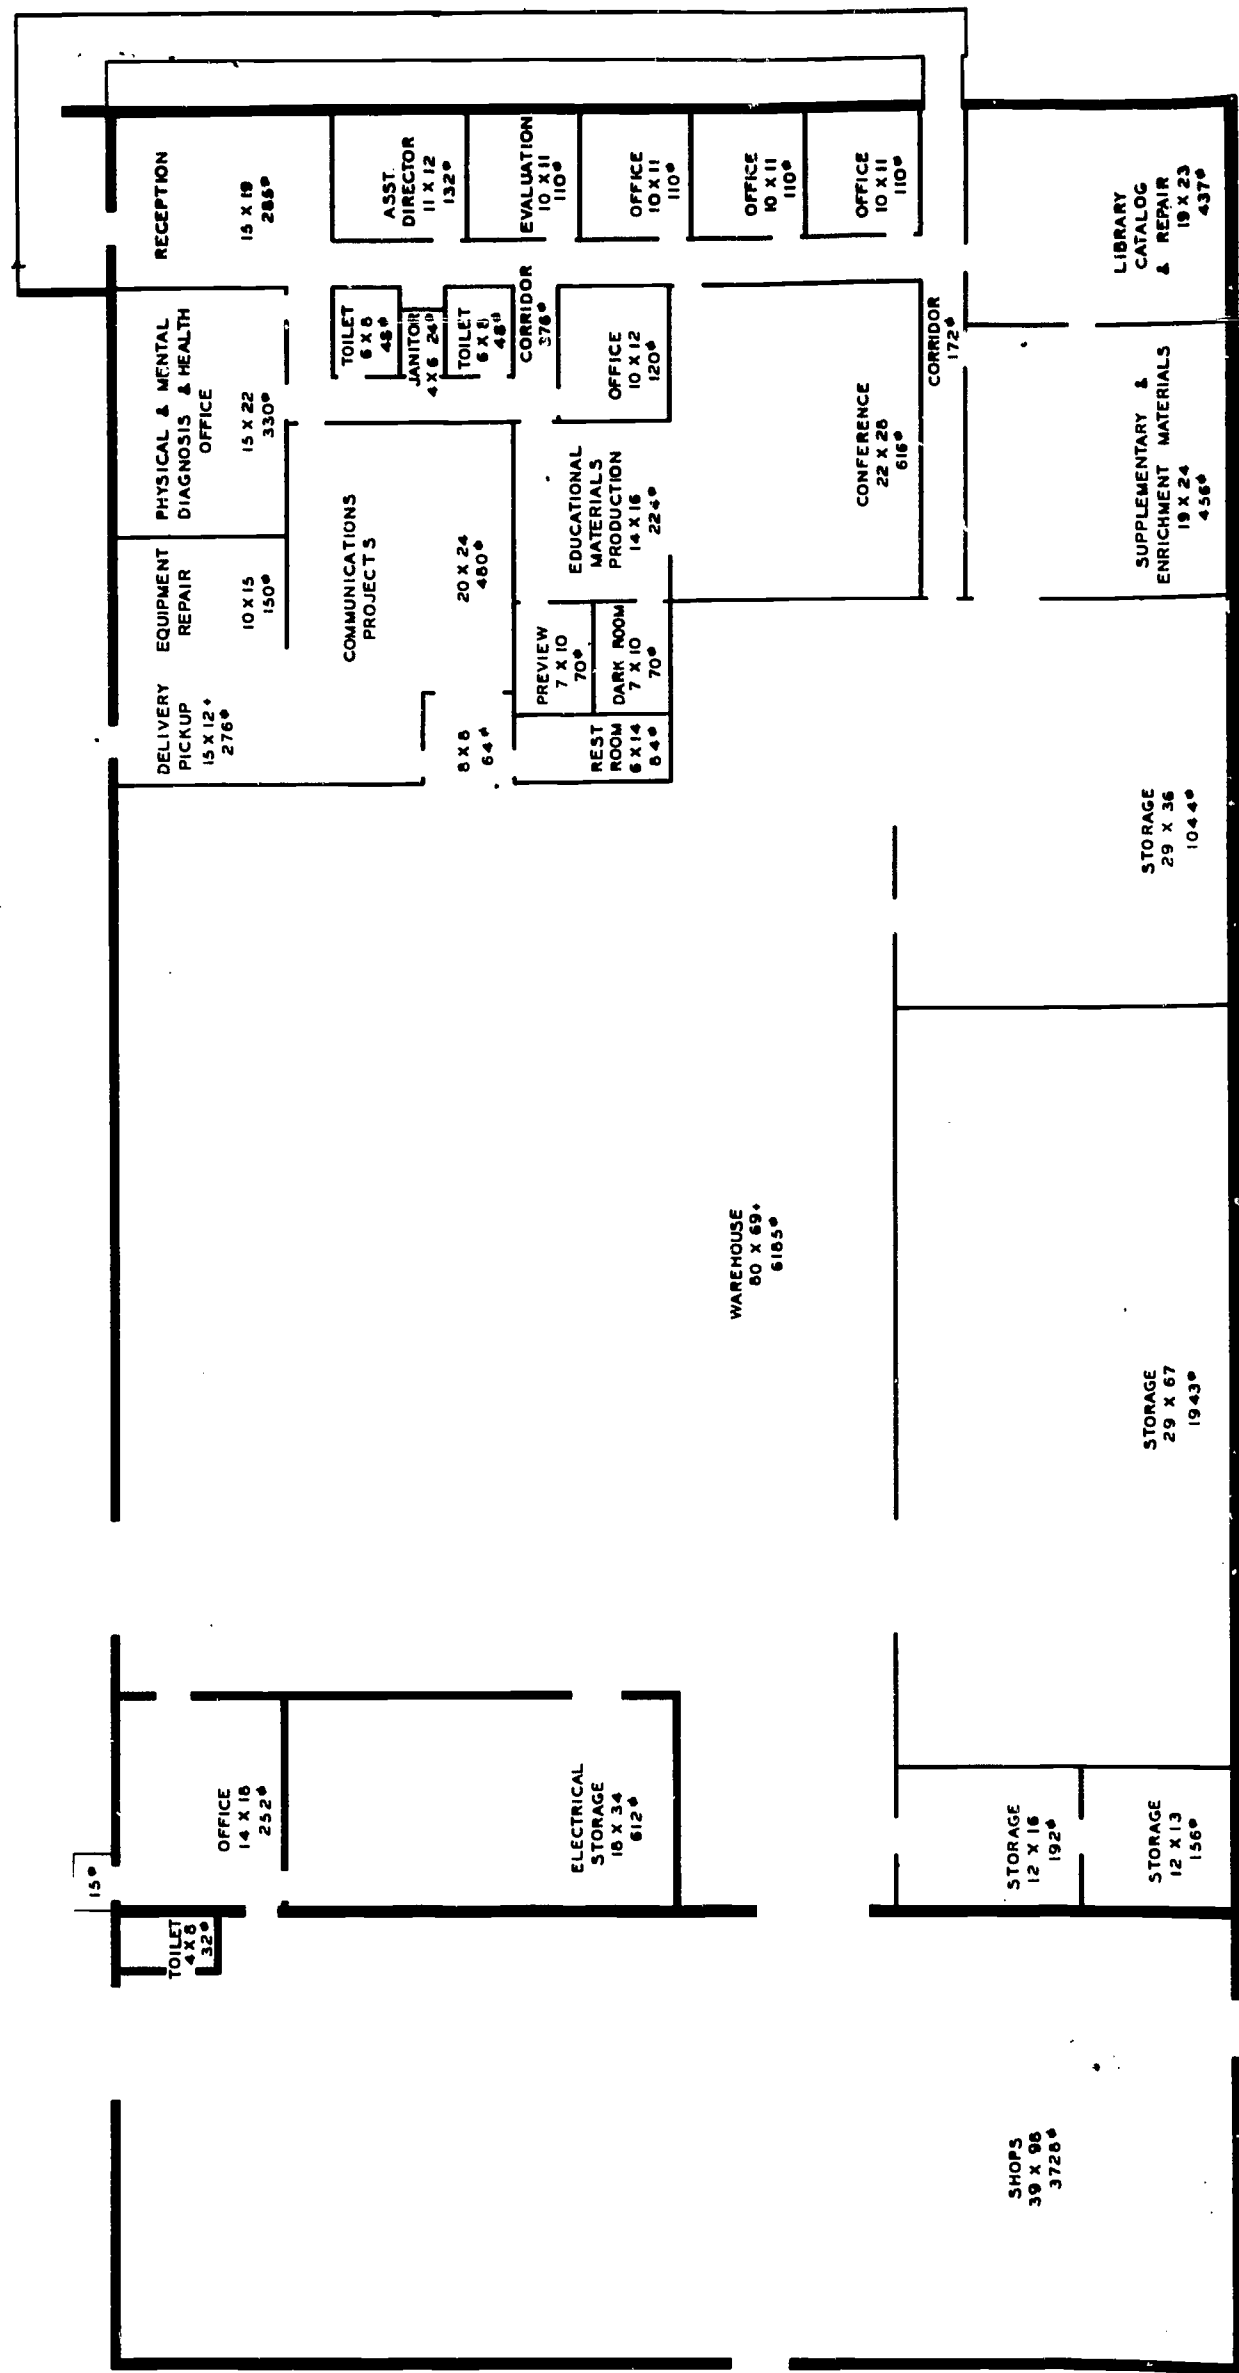 RECEPTION
15 X 19
285#
ASST.
DIRECTOR
11 X 12
132#
EVALUATION
10 X 11
110#
OFFICE
10 X 11
110#
OFFICE
10 X 11
110#
OFFICE
10 X 11
110#
LIBRARY
CATALOG
& REPAIR
19 X 23
437#
PHYSICAL & MENTAL
DIAGNOSIS & HEALTH
OFFICE
15 X 22
330#
TOILET
6 X 8
48#
JANITOR
4 X 6 24#
TOILET
6 X 8
48#
CORRIDOR
378#
OFFICE
10 X 12
120#
CONFERENCE
22 X 28
616#
CORRIDOR
172#
SUPPLEMENTARY &
ENRICHMENT MATERIALS
19 X 24
456#
EQUIPMENT
REPAIR
10 X 15
150#
COMMUNICATIONS
PROJECTS
20 X 24
480#
EDUCATIONAL
MATERIALS
PRODUCTION
14 X 16
224#
DELIVERY
PICKUP
15 X 12+
276#
8 X 8
64#
PREVIEW
7 X 10
70#
DARK ROOM
7 X 10
70#
REST
ROOM
6 X 14
84#
STORAGE
29 X 36
1044#
WAREHOUSE
80 X 69+
6185#
STORAGE
29 X 67
1943#
OFFICE
14 X 18
252#
15#
ELECTRICAL
STORAGE
18 X 34
612#
STORAGE
12 X 16
192#
STORAGE
12 X 13
156#
TOILET
4 X 8
32#
SHOPS
39 X 98
3728#